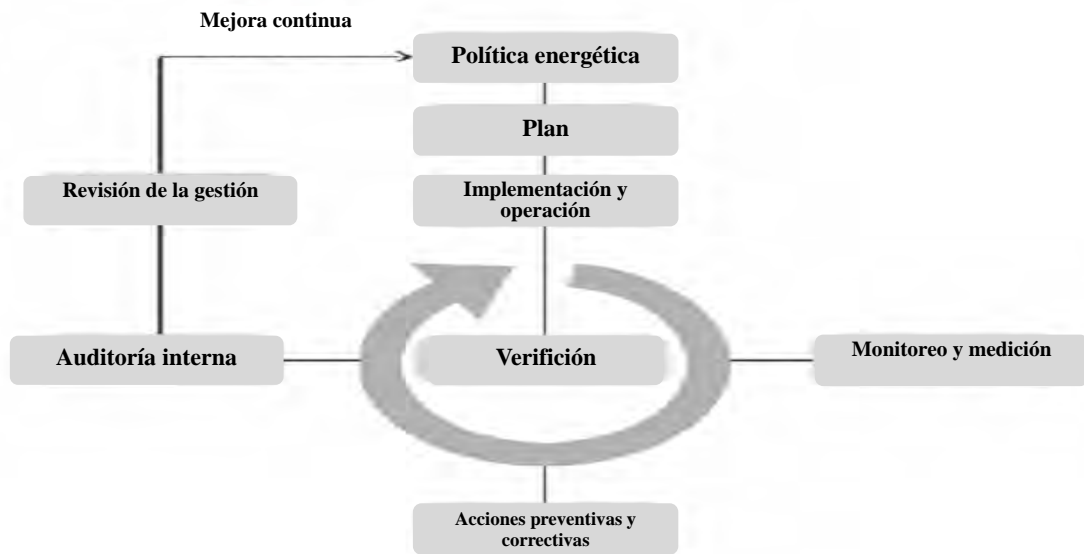 Mejora continua
Política energética
Plan
Revisión de la gestión
Implementación y
operación
Auditoría interna
Verifición
Monitoreo y medición
Acciones preventivas y
correctivas